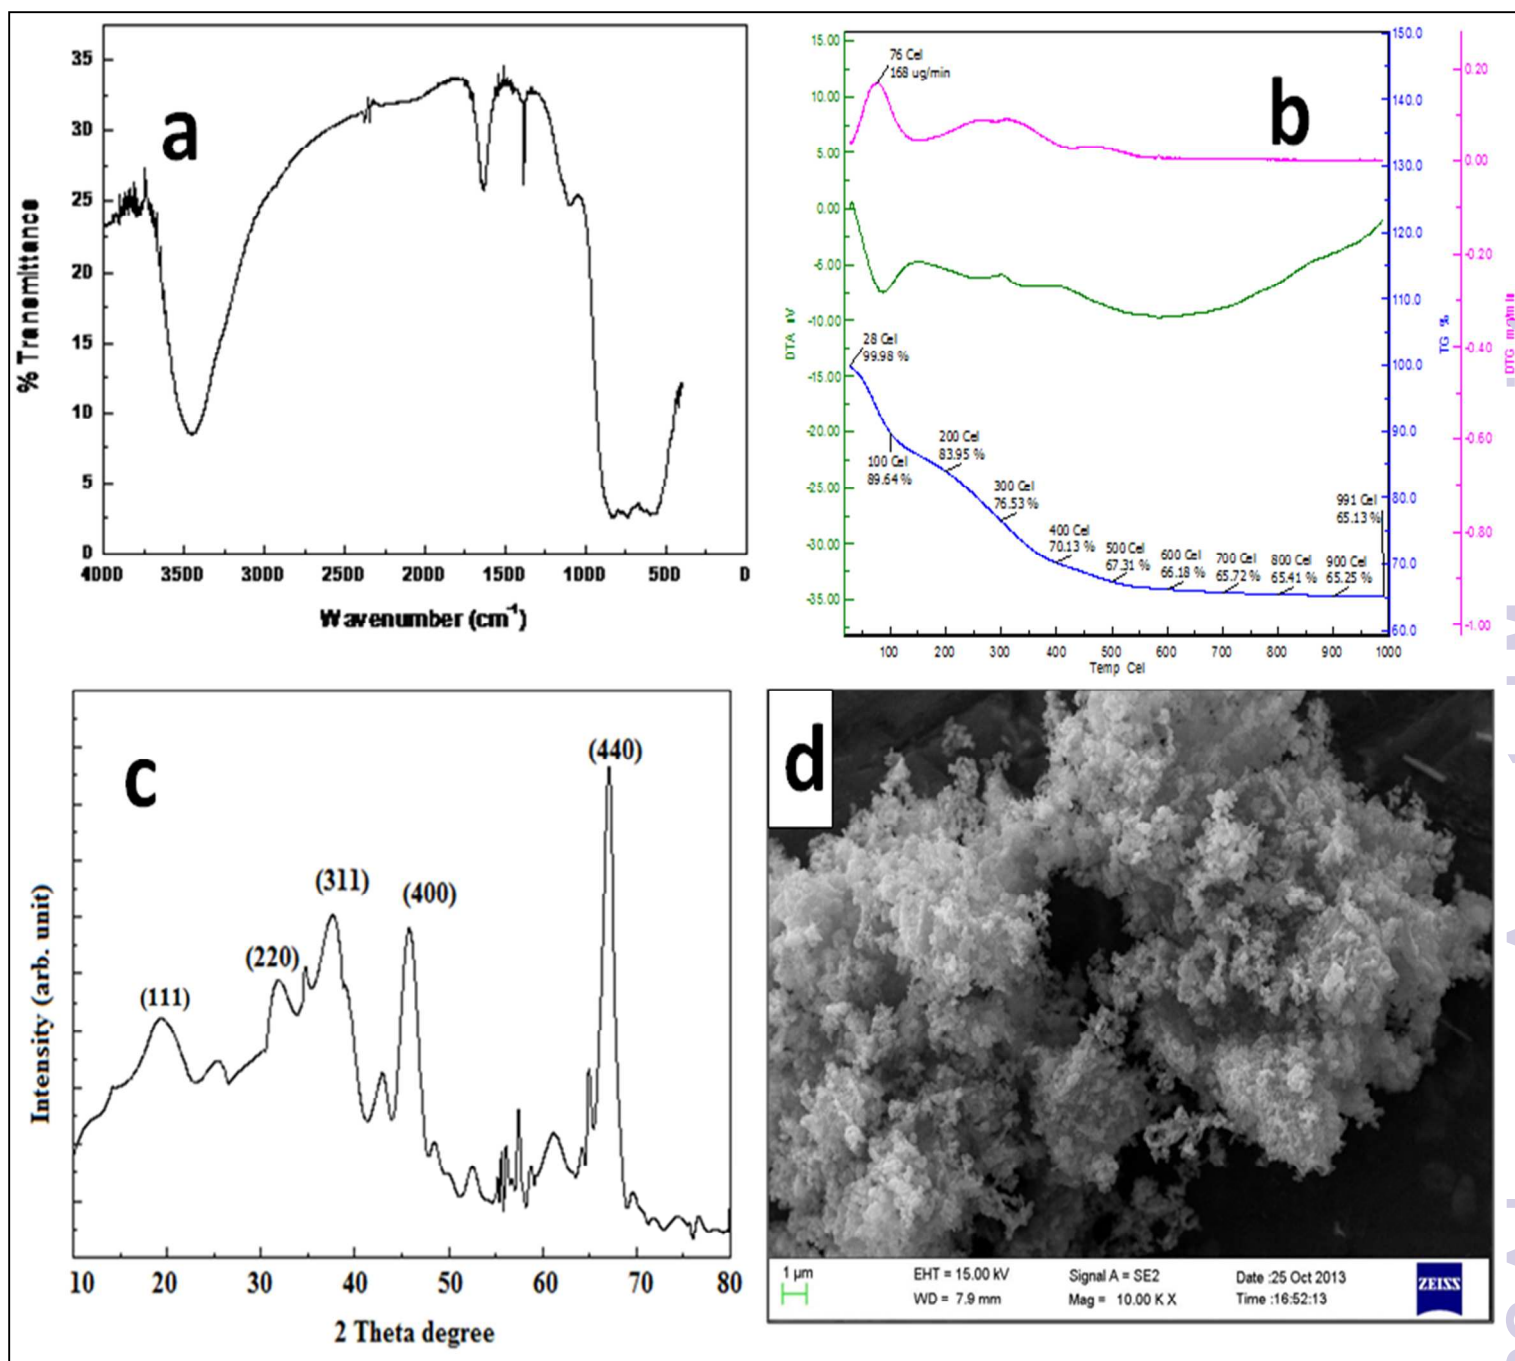 a
35
30
25
20
15
10
5
0
% Transmittance
4000 3500 3000 2500 2000 1500 1000 500 0
Wavenumber (cm-1)
b
15.00
10.00
5.00
0.00
-5.00
-10.00
-15.00
-20.00
-25.00
-30.00
-35.00
DTA uV
76 Cel
168 ug/min
28 Cel
99.98 %
100 Cel
89.64 %
200 Cel
83.95 %
300 Cel
76.53 %
400 Cel
70.13 %
500 Cel
67.31 %
600 Cel
66.18 %
700 Cel
65.72 %
800 Cel
65.41 %
900 Cel
65.25 %
991 Cel
65.13 %
150.0
140.0
130.0
120.0
110.0
100.0
90.0
80.0
70.0
60.0
TG %
0.20
0.00
-0.20
-0.40
-0.60
-0.80
-1.00
DTG mg/min
100 200 300 400 500 600 700 800 900 1000
Temp Cel
c
(111)
(220)
(311)
(400)
(440)
Intensity (arb. unit)
10 20 30 40 50 60 70 80
2 Theta degree
d
1 µm
EHT = 15.00 kV
WD = 7.9 mm
Signal A = SE2
Mag = 10.00 K X
Date :25 Oct 2013
Time :16:52:13
ZEISS